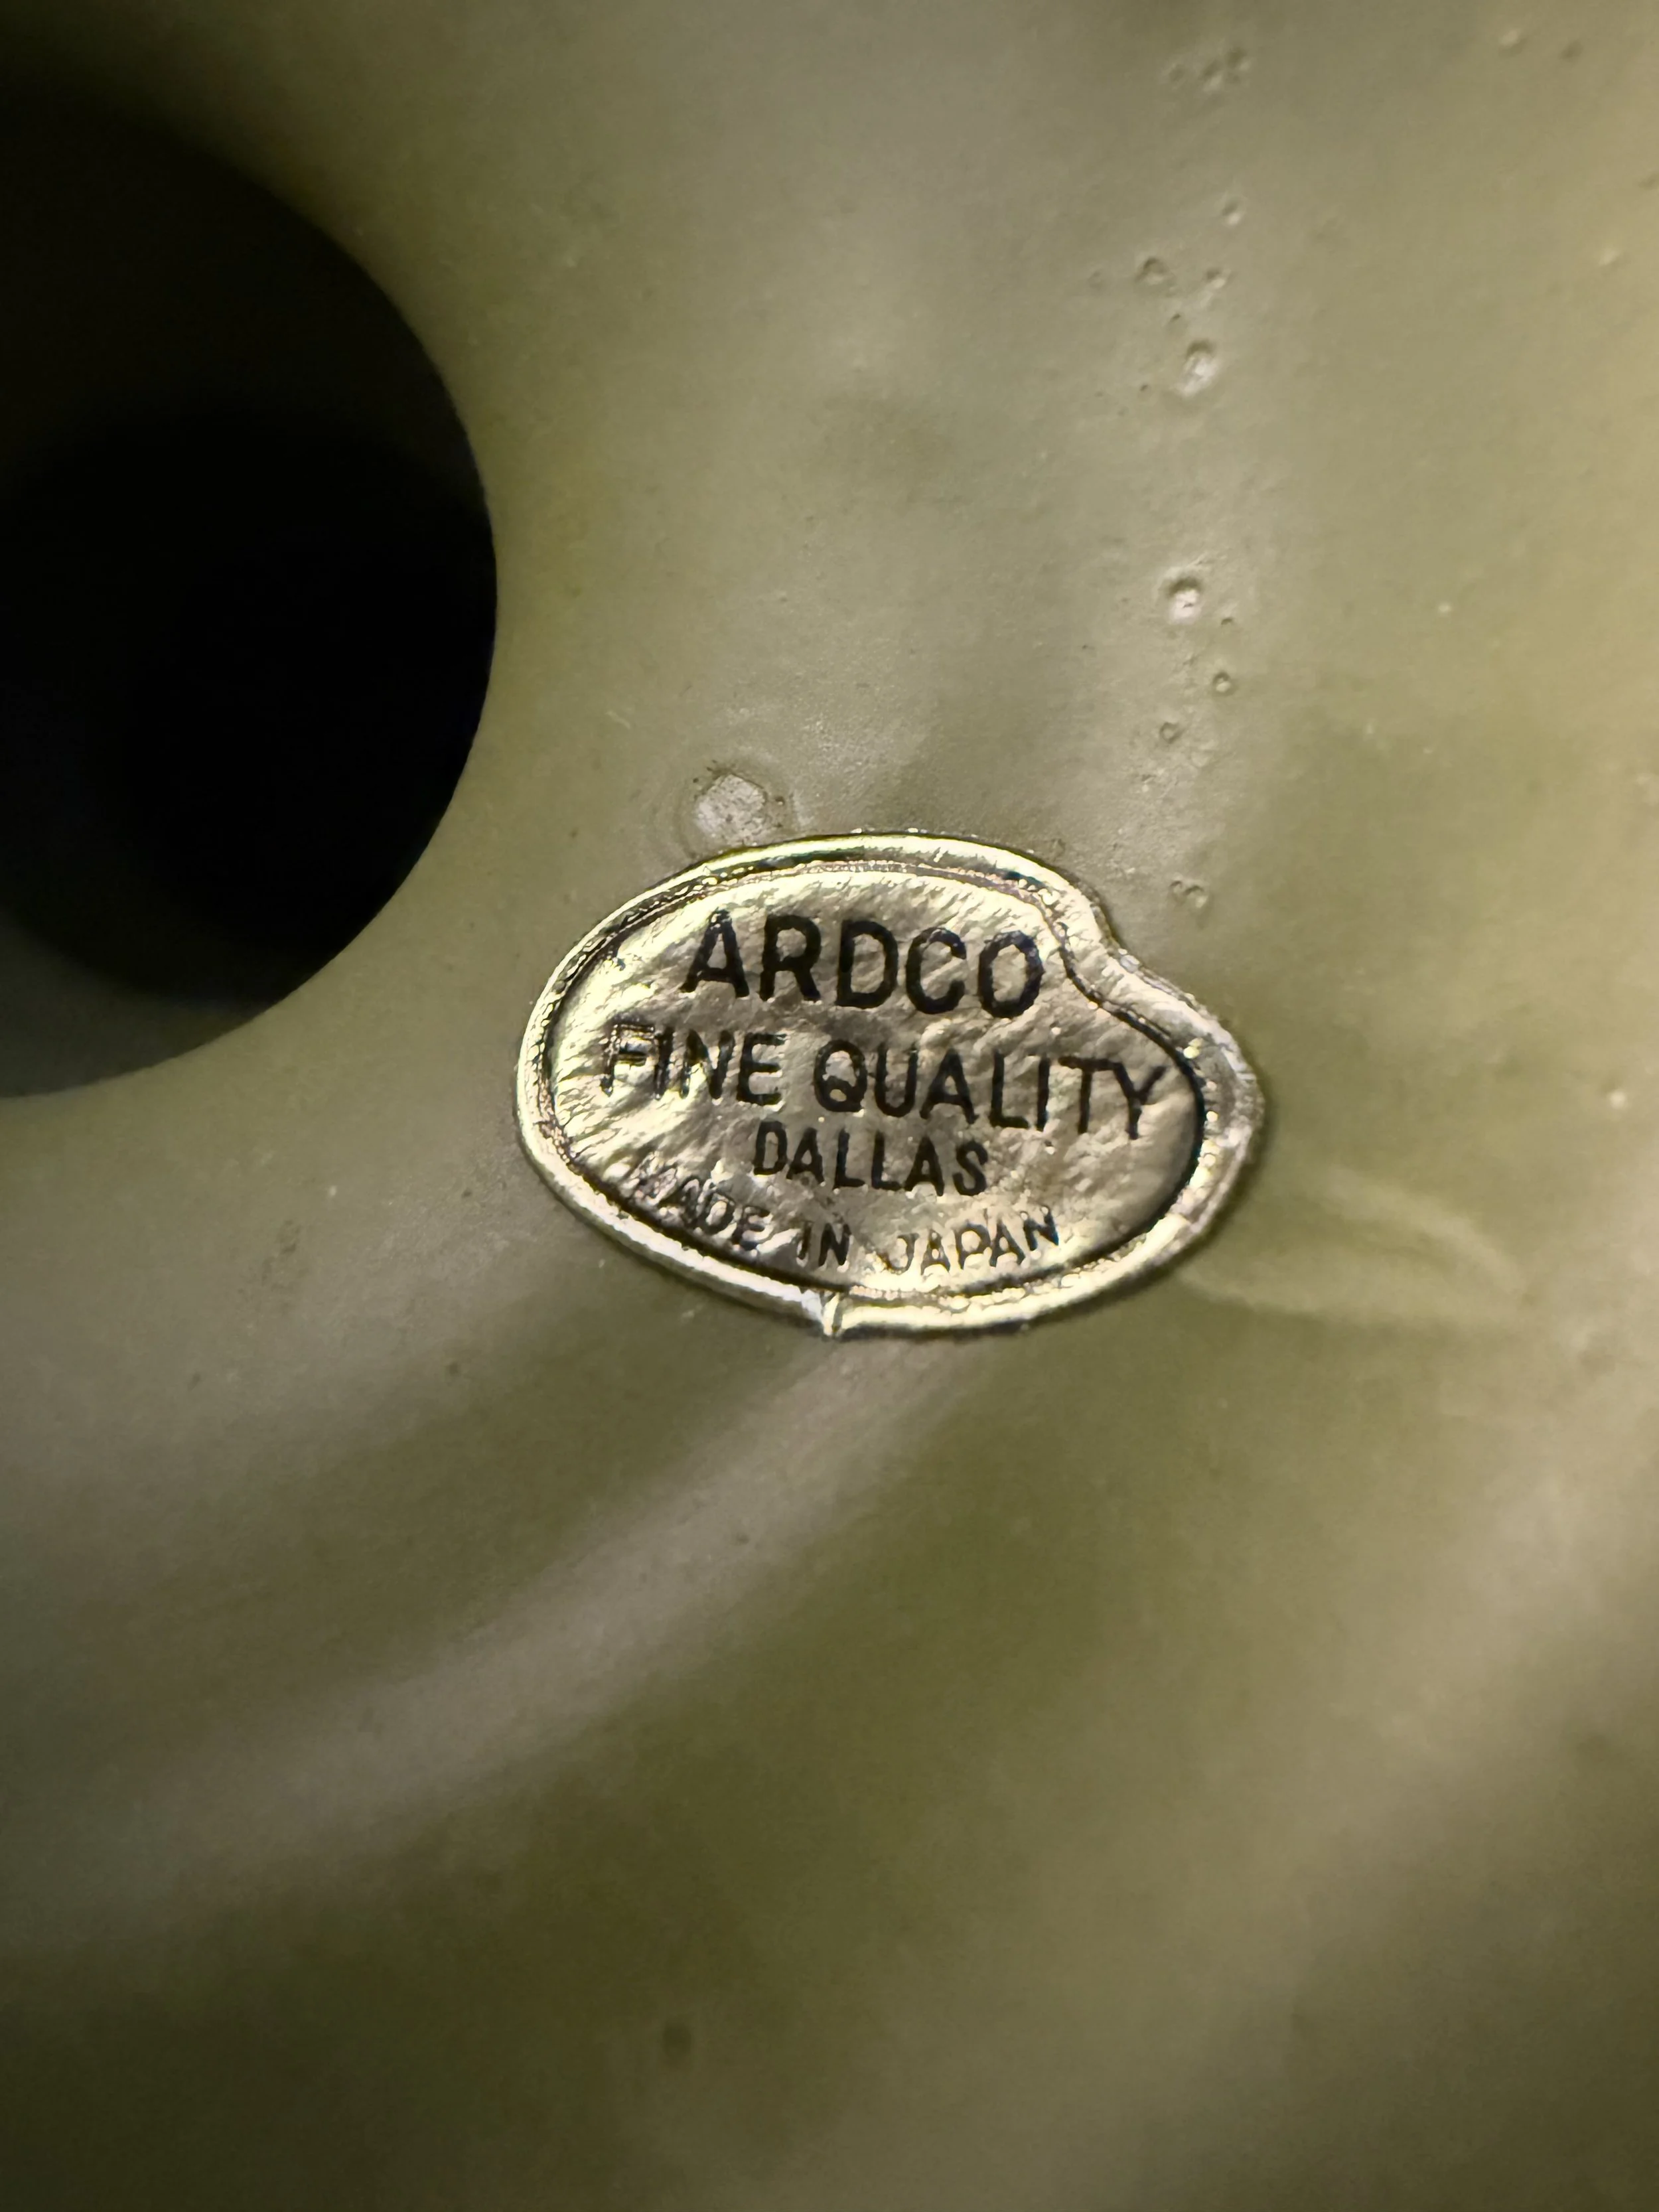 ARDCO
FINE QUALITY
DALLAS
MADE IN JAPAN